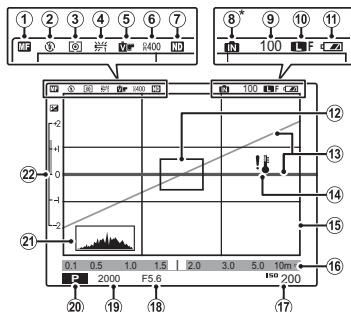 ① ② ③ ④ ⑤ ⑥ ⑦
⑧* ⑨ ⑩ ⑪
MF R400 ND
IN 100 L F
MF R400 ND IN 100 L F
⑫
+2
+1
⑬
㉒ 0
! ⑭
-1
⑮
-2
㉑
0.1 0.5 1.0 1.5 2.0 3.0 5.0 10m ⑯
P 2000 F5.6 ISO 200
⑳ ⑲ ⑱ ⑰